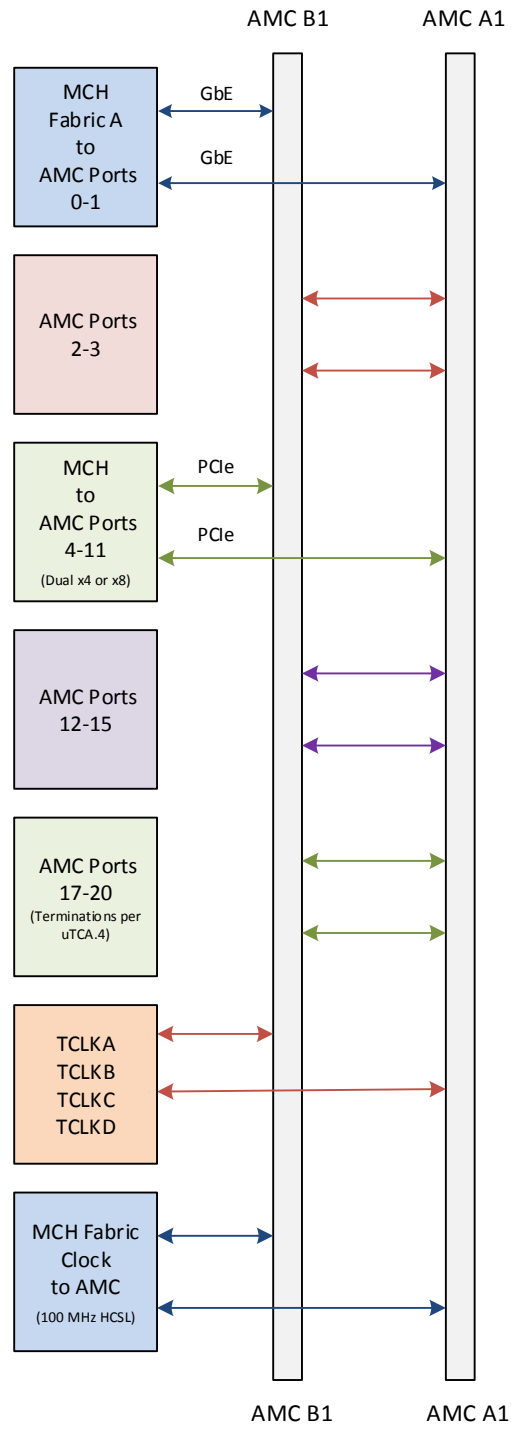 AMC B1
AMC A1
MCH
Fabric A
to
AMC Ports
0-1
GbE
GbE
AMC Ports
2-3
MCH
to
AMC Ports
4-11
(Dual x4 or x8)
PCIe
PCIe
AMC Ports
12-15
AMC Ports
17-20
(Terminations per
uTCA.4)
TCLKA
TCLKB
TCLKC
TCLKD
MCH Fabric
Clock
to AMC
(100 MHz HCSL)
AMC B1
AMC A1